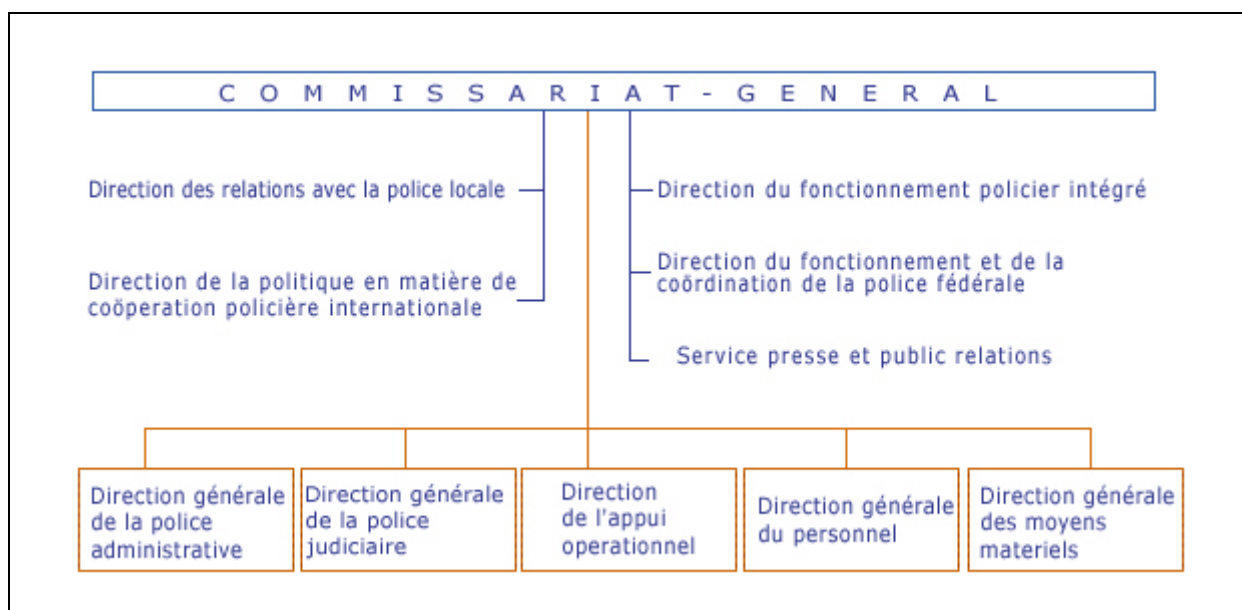 COMMISSARIAT-GENERAL
Direction des relations avec la police locale
Direction de la politique en matière de
coöperation policière internationale
Direction du fonctionnement policier intégré
Direction du fonctionnement et de la
coördination de la police fédérale
Service presse et public relations
Direction générale
de la police
administrative
Direction générale
de la police
judiciaire
Direction
de l'appui
operationnel
Direction générale
du personnel
Direction générale
des moyens
materiels